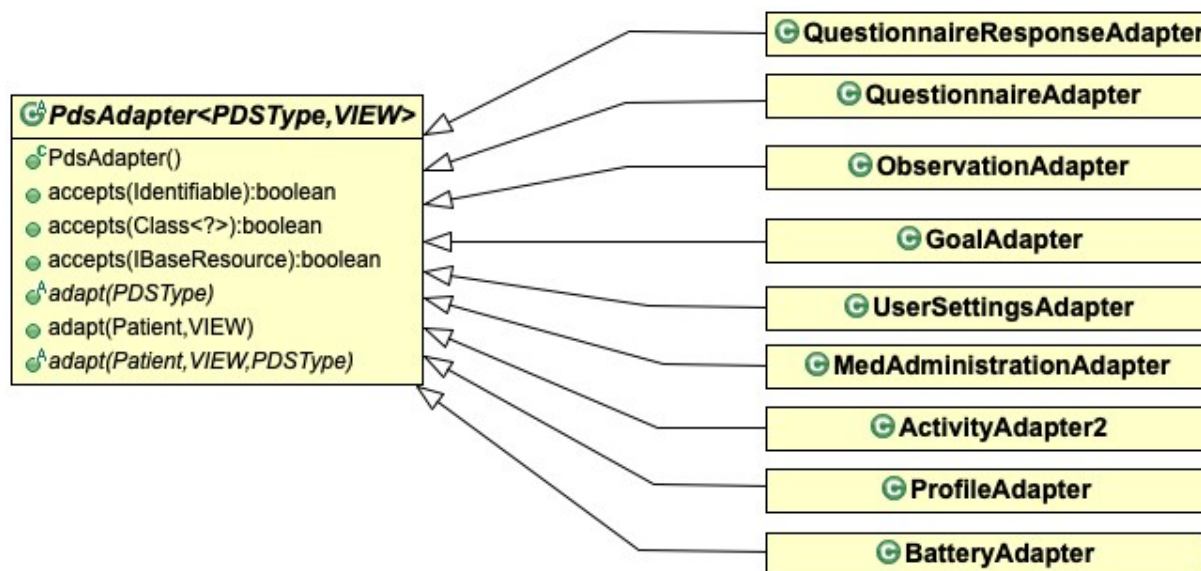 PdsAdapter<PDSType,VIEW>
PdsAdapter()
accepts(Identifiable):boolean
accepts(Class<?>):boolean
accepts(IBaseResource):boolean
adapt(PDSType)
adapt(Patient,VIEW)
adapt(Patient,VIEW,PDSType)
QuestionnaireResponseAdapter
QuestionnaireAdapter
ObservationAdapter
GoalAdapter
UserSettingsAdapter
MedAdministrationAdapter
ActivityAdapter2
ProfileAdapter
BatteryAdapter